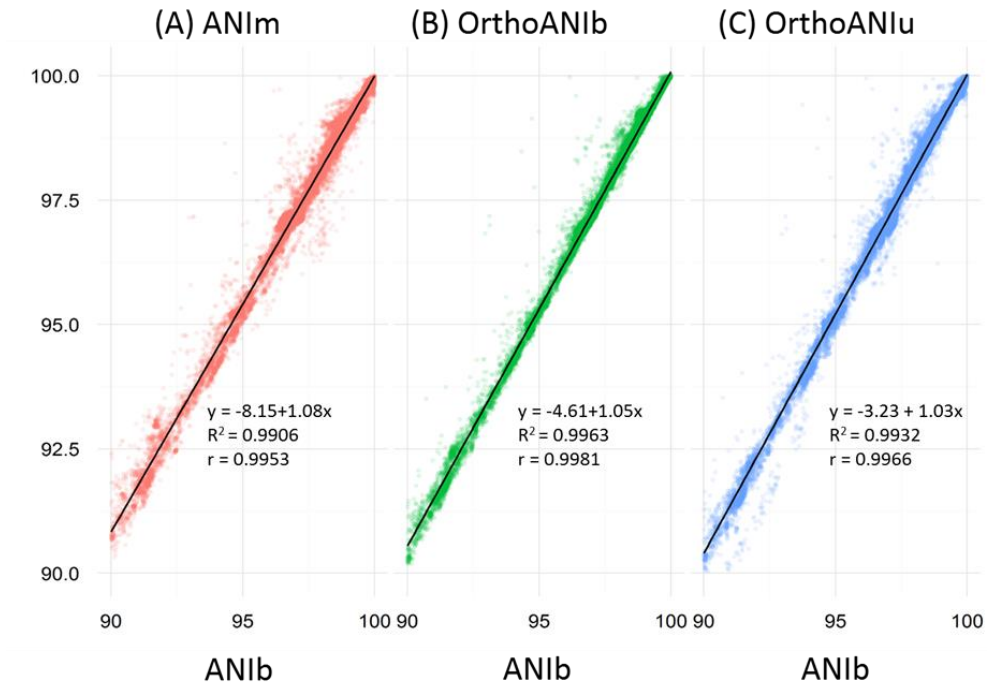 (A) ANIm (B) OrthoANIb (C) OrthoANIu
100.0
97.5
95.0
92.5
90.0
y = -8.15+1.08x
R² = 0.9906
r = 0.9953
y = -4.61+1.05x
R² = 0.9963
r = 0.9981
y = -3.23 + 1.03x
R² = 0.9932
r = 0.9966
90 95 100 90 95 100 90 95 100
ANIb ANIb ANIb